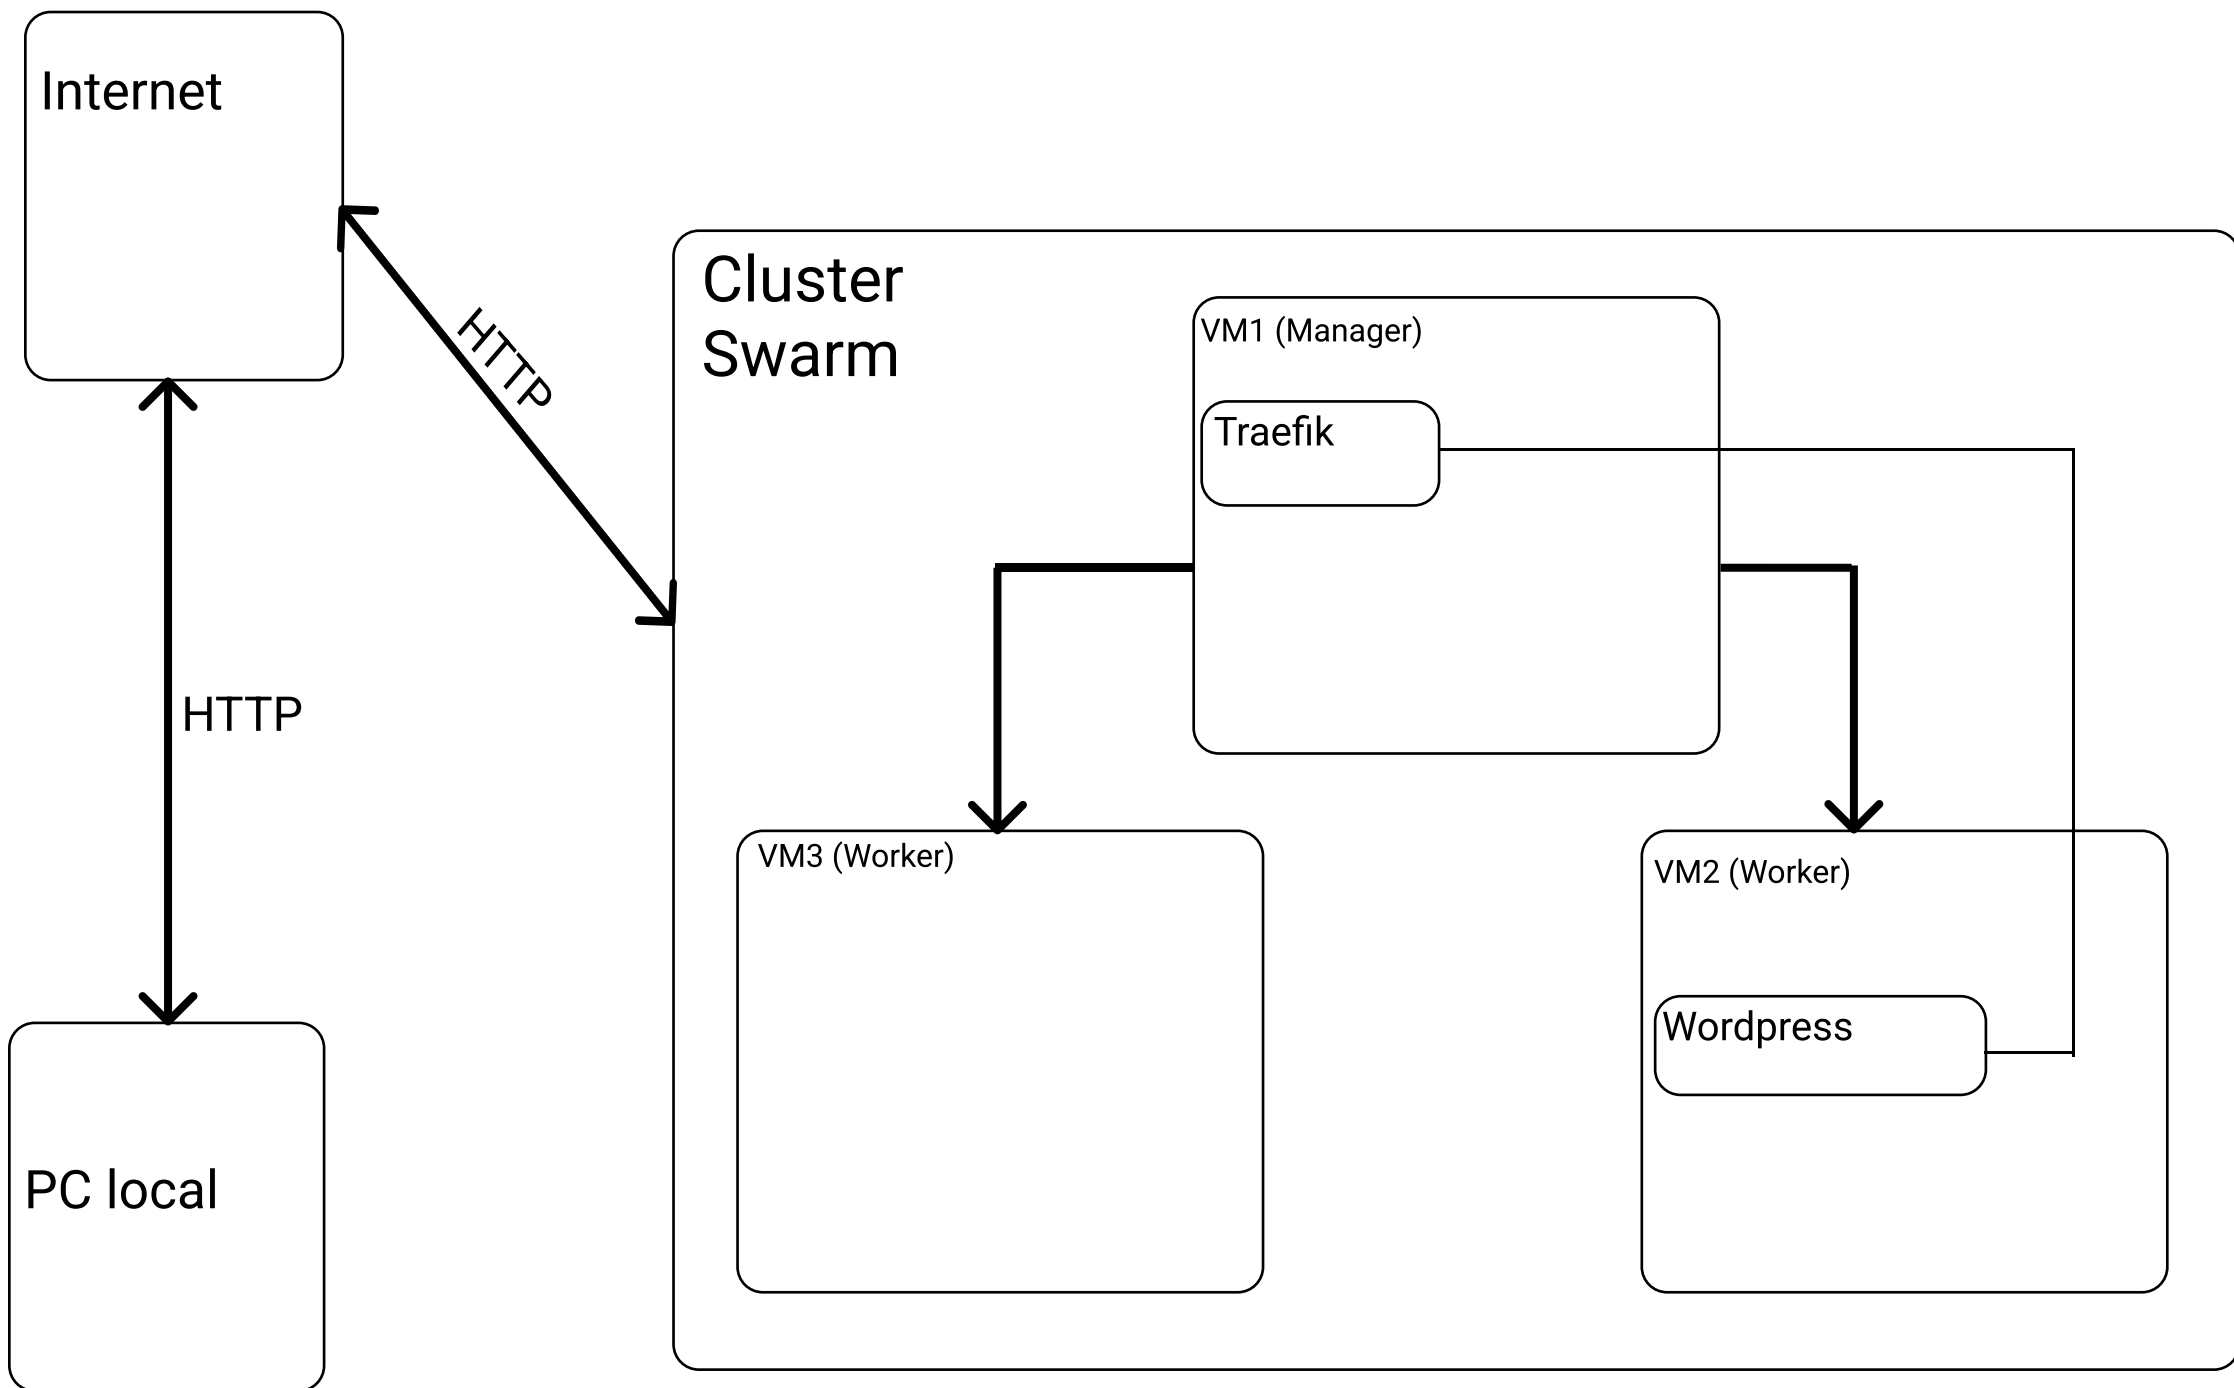 Internet
HTTP
Cluster
Swarm
VM1 (Manager)
Traefik
HTTP
VM3 (Worker)
VM2 (Worker)
Wordpress
PC local